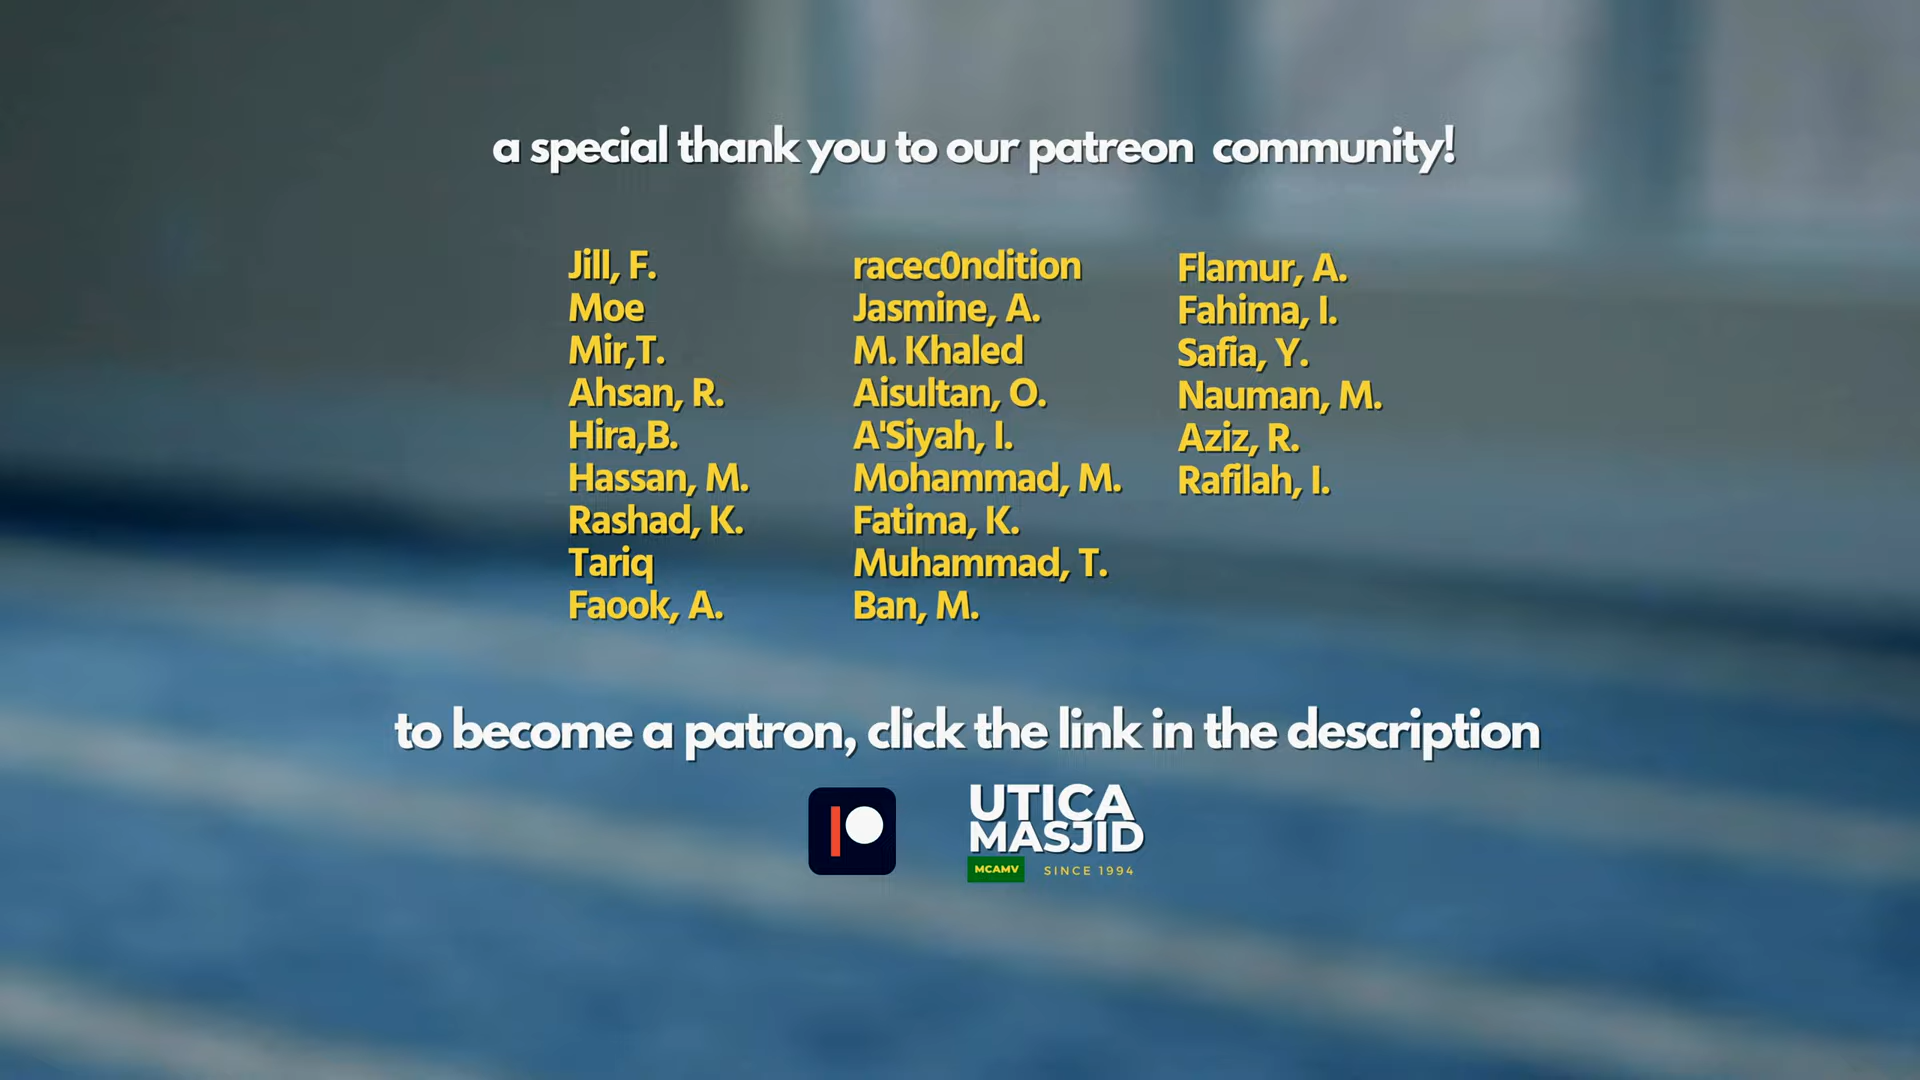 a special thank you to our patreon community!
Jill, F.
Moe
Mir,T.
Ahsan, R.
Hira,B.
Hassan, M.
Rashad, K.
Tariq
Faook, A.
racec0ndition
Jasmine, A.
M. Khaled
Aisultan, O.
A'Siyah, I.
Mohammad, M.
Fatima, K.
Muhammad, T.
Ban, M.
Flamur, A.
Fahima, I.
Safia, Y.
Nauman, M.
Aziz, R.
Rafilah, I.
to become a patron, click the link in the description
UTICA
MASJID
MCAMV SINCE 1994